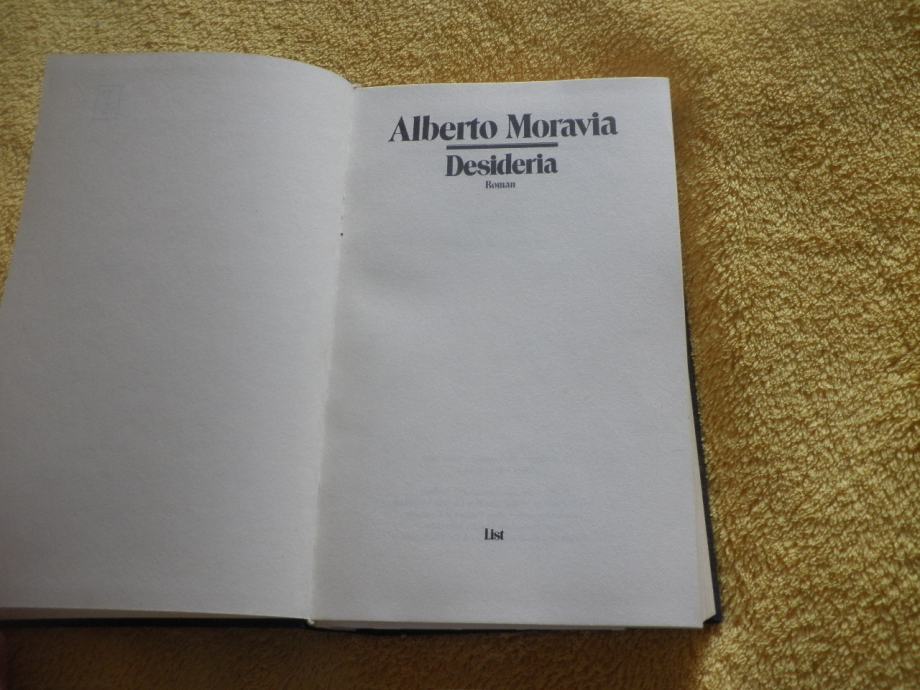 Alberto Moravia
Desideria
Roman
List